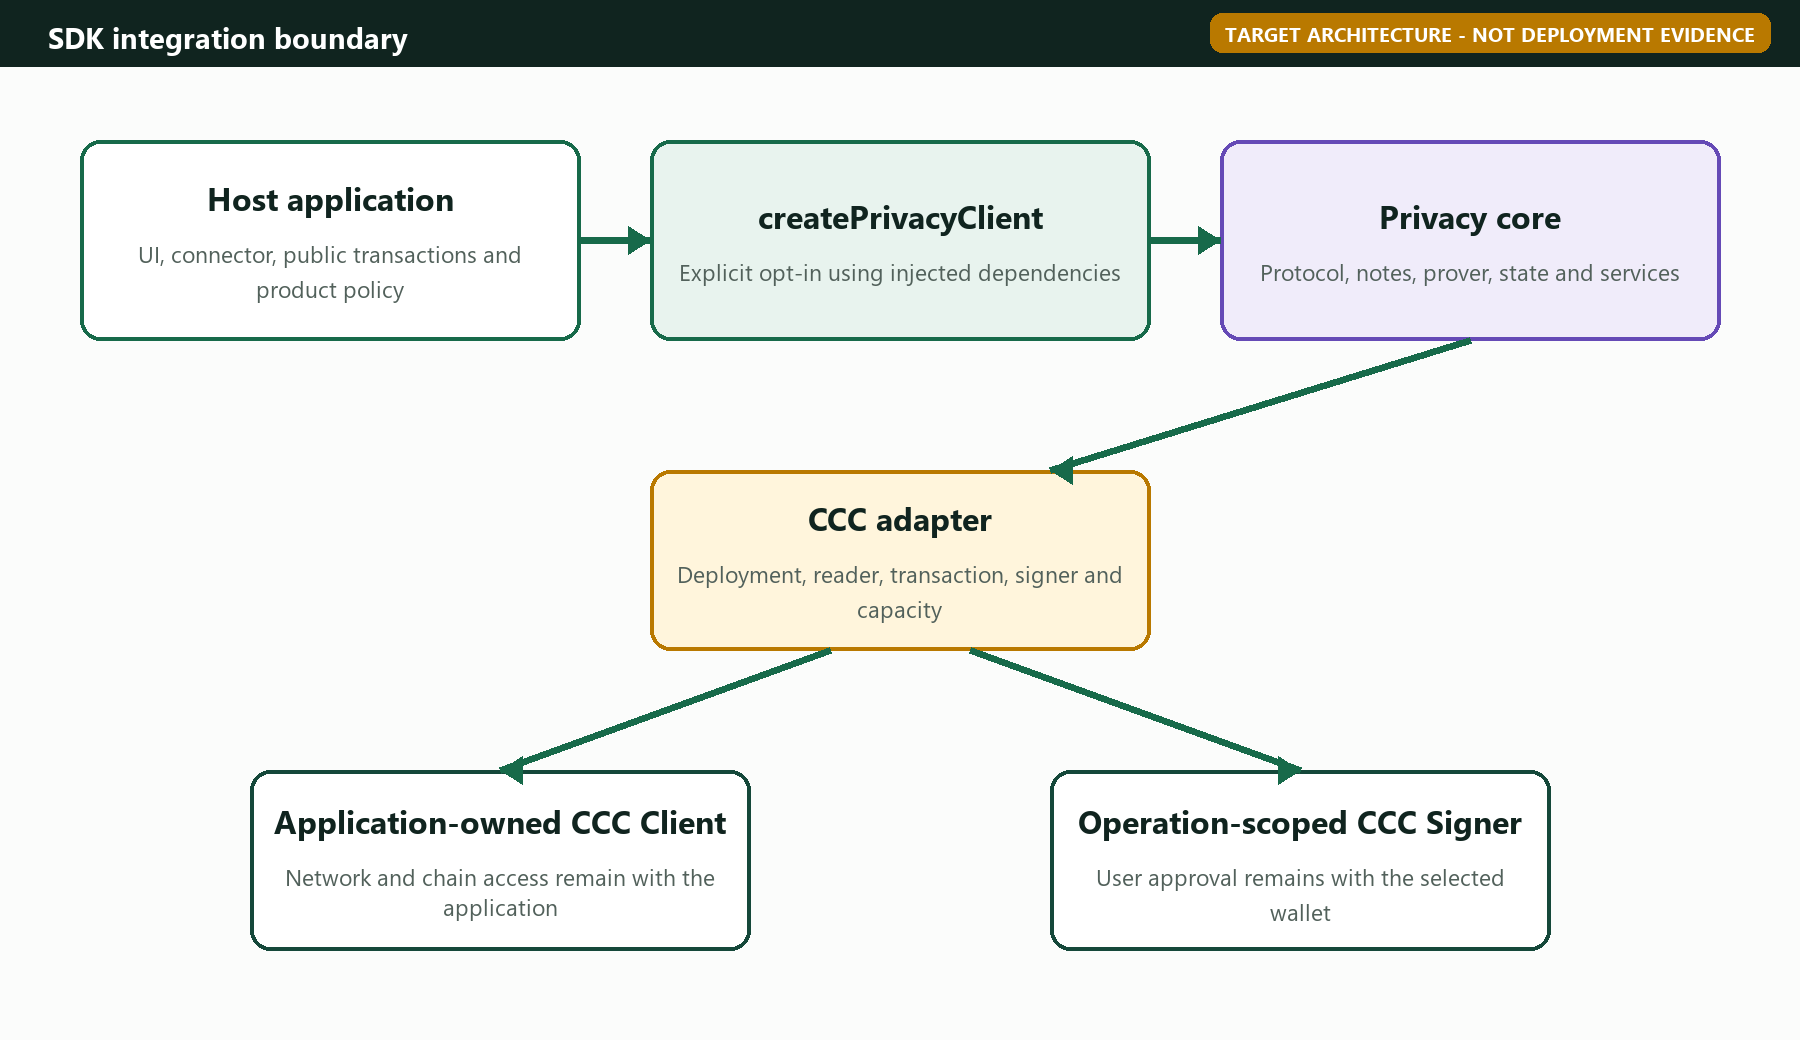 SDK integration boundary
TARGET ARCHITECTURE - NOT DEPLOYMENT EVIDENCE
Host application
UI, connector, public transactions and
product policy
createPrivacyClient
Explicit opt-in using injected dependencies
Privacy core
Protocol, notes, prover, state and services
CCC adapter
Deployment, reader, transaction, signer and
capacity
Application-owned CCC Client
Network and chain access remain with the
application
Operation-scoped CCC Signer
User approval remains with the selected
wallet